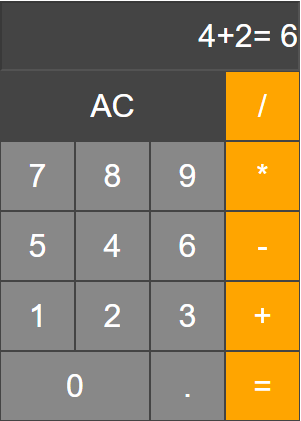 4+2= 6
AC /
7 8 9 *
5 4 6 -
1 2 3 +
0 . =